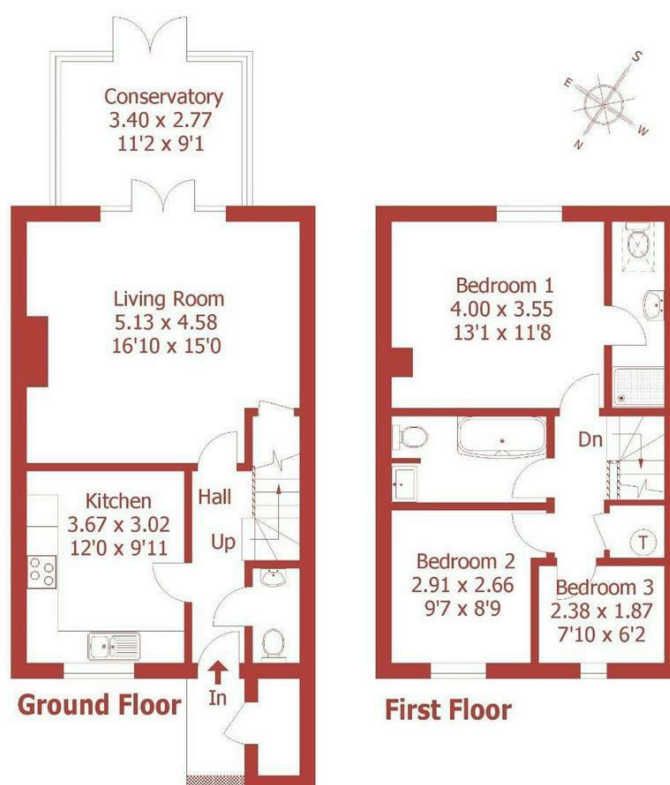 Conservatory
3.40 x 2.77
11'2 x 9'1
S
E
W
N
Living Room
5.13 x 4.58
16'10 x 15'0
Kitchen
3.67 x 3.02
12'0 x 9'11
Hall
Up
In
Ground Floor
Bedroom 1
4.00 x 3.55
13'1 x 11'8
Dn
T
Bedroom 2
2.91 x 2.66
9'7 x 8'9
Bedroom 3
2.38 x 1.87
7'10 x 6'2
First Floor